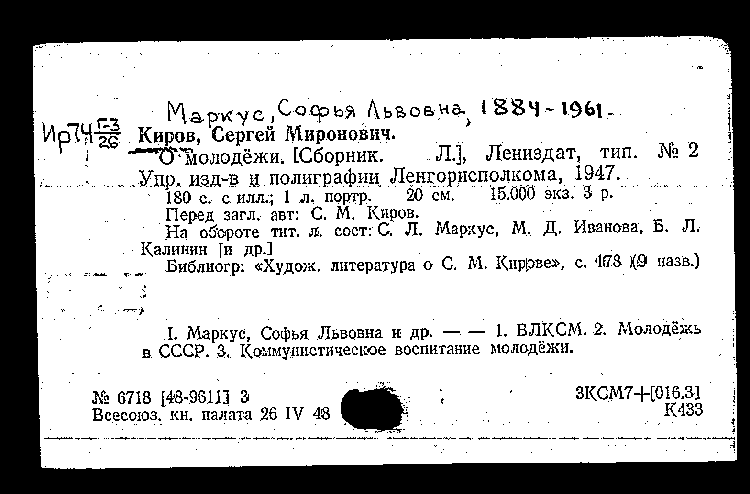 Маркус, Софья Львовна, 1884-1961.
Ир74 Г-3/26
Киров, Сергей Миронович.
О молодёжи. [Сборник. Л.], Лениздат, тип. № 2
Упр. изд-в и полиграфии Ленгорисполкома, 1947.
180 с. с илл.; 1 л. портр. 20 см. 15.000 экз. 3 р.
Перед загл. авт: С. М. Киров.
На обороте тит. л. сост: С. Л. Маркус, М. Д. Иванова, Б. Л.
Калинин [и др.]
Библиогр: «Худож. литература о С. М. Кирове», с. 178 (9 назв.)
I. Маркус, Софья Львовна и др. — — 1. ВЛКСМ. 2. Молодёжь
в СССР. 3. Коммунистическое воспитание молодёжи.
№ 6718 [48-9611] 3 3КСМ7+[016.3]
Всесоюз. кн. палата 26 IV 48 К433